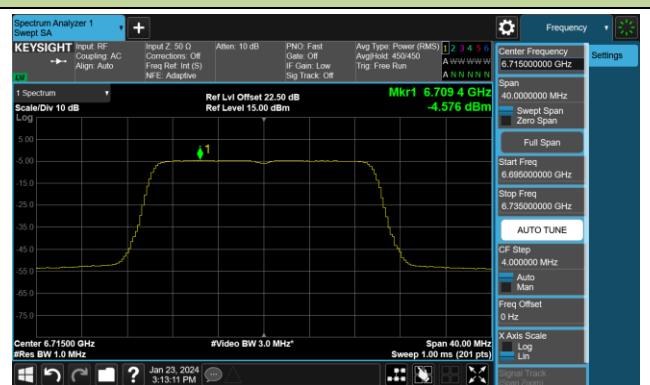 Spectrum Analyzer 1
Swept SA
+
Frequency
KEYSIGHT
Input: RF
Coupling: AC
Align: Auto
Input Z: 50 Ω
Corrections: Off
Freq Ref: Int (S)
NFE: Adaptive
Atten: 10 dB
PNO: Fast
Gate: Off
IF Gain: Low
Sig Track: Off
Avg Type: Power (RMS)
Avg|Hold: 450/450
Trig: Free Run
1 2 3 4 5 6
A W W W W W
A N N N N N
LW
1 Spectrum
Scale/Div 10 dB
Log
Ref Lvl Offset 22.50 dB
Ref Level 15.00 dBm
Mkr1 6.709 4 GHz
-4.576 dBm
1
5.00
-5.00
-15.0
-25.0
-35.0
-45.0
-55.0
-65.0
-75.0
Center 6.71500 GHz
#Res BW 1.0 MHz
#Video BW 3.0 MHz*
Span 40.00 MHz
Sweep 1.00 ms (201 pts)
Center Frequency
6.715000000 GHz
Settings
Span
40.0000000 MHz
Swept Span
Zero Span
Full Span
Start Freq
6.695000000 GHz
Stop Freq
6.735000000 GHz
AUTO TUNE
CF Step
4.000000 MHz
Auto
Man
Freq Offset
0 Hz
X Axis Scale
Log
Lin
Signal Track
(Span Zoom)
?
Jan 23, 2024
3:13:11 PM